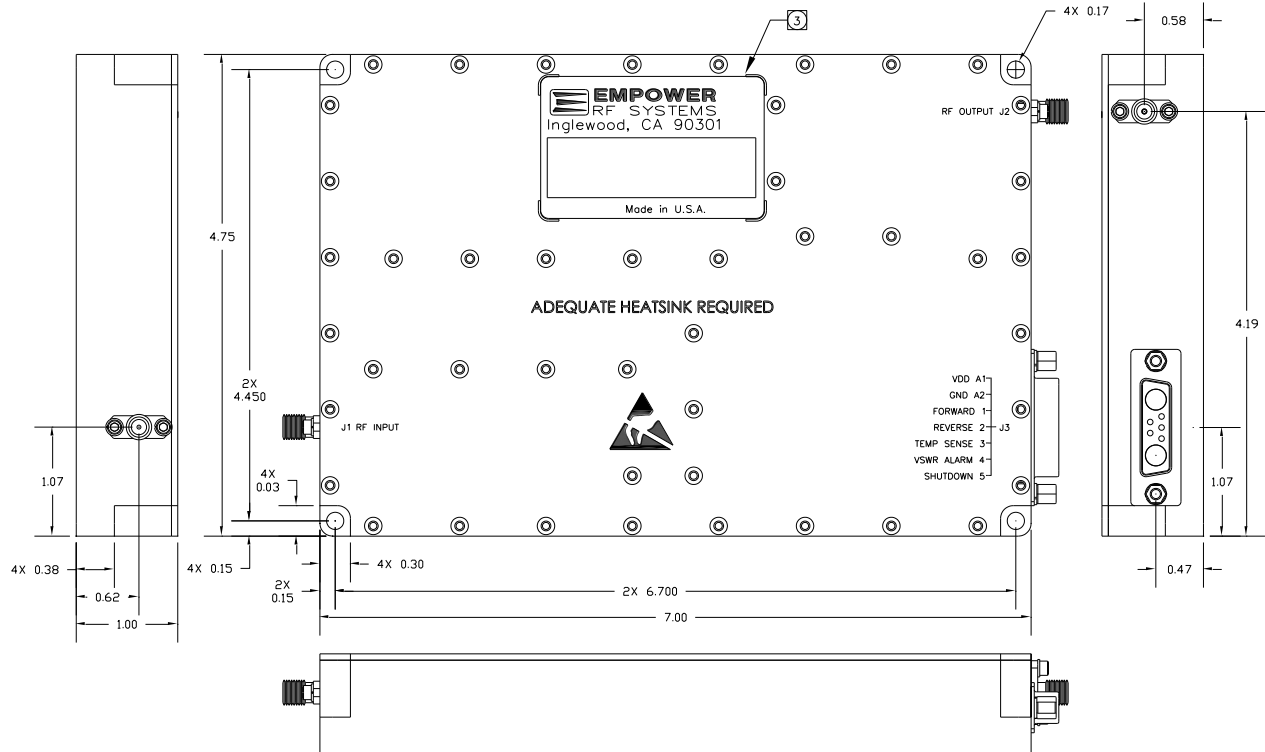 3
4X 0.17
0.58
EMPOWER
RF SYSTEMS
Inglewood, CA 90301
Made in U.S.A.
RF OUTPUT J2
4.75
2X
4.450
ADEQUATE HEATSINK REQUIRED
4.19
VDD A1
GND A2
FORWARD 1
REVERSE 2
J3
TEMP SENSE 3
VSWR ALARM 4
SHUTDOWN 5
J1 RF INPUT
1.07
4X
0.03
1.07
4X 0.38
0.62
1.00
4X 0.15
2X
0.15
4X 0.30
2X 6.700
7.00
0.47